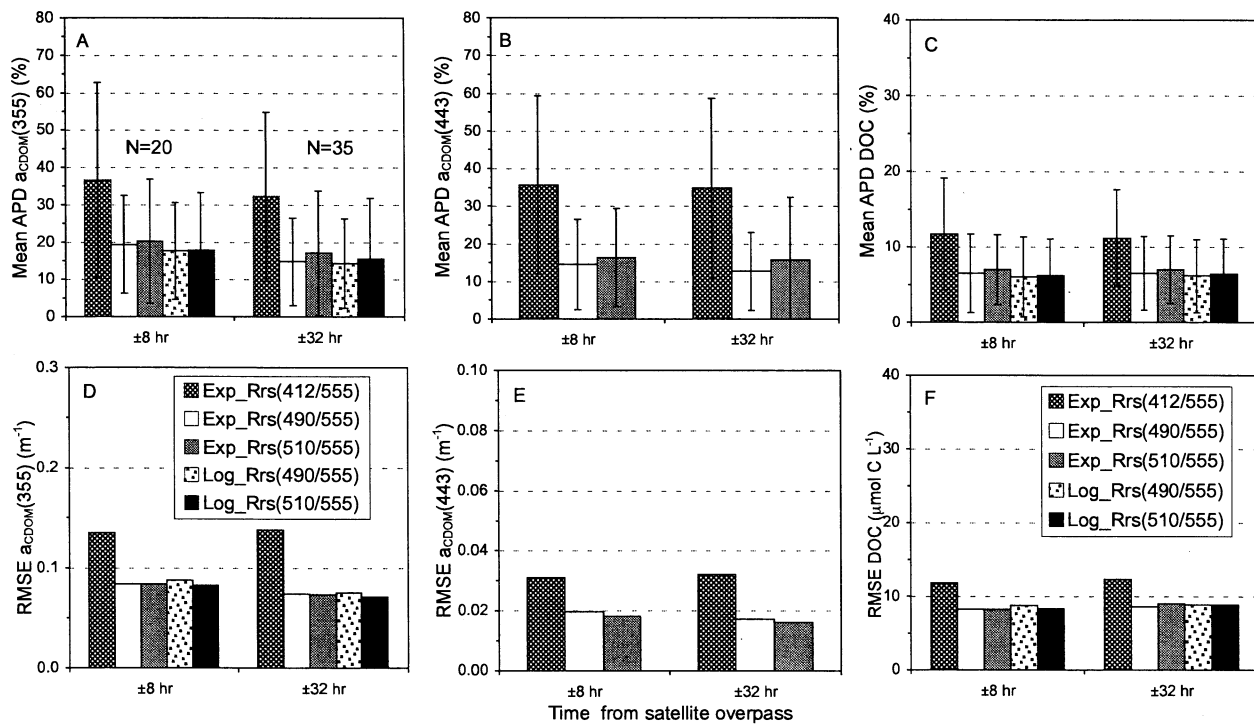 A
Mean APD aCDOM(355) (%)
80
70
60
50
40
30
20
10
0
N=20
N=35
±8 hr
±32 hr
B
Mean APD aCDOM(443) (%)
80
70
60
50
40
30
20
10
0
±8 hr
±32 hr
C
Mean APD DOC (%)
40
30
20
10
0
±8 hr
±32 hr
D
RMSE aCDOM(355) (m-1)
0.3
0.2
0.1
0.0
Exp_Rrs(412/555)
Exp_Rrs(490/555)
Exp_Rrs(510/555)
Log_Rrs(490/555)
Log_Rrs(510/555)
±8 hr
±32 hr
E
RMSE aCDOM(443) (m-1)
0.10
0.08
0.06
0.04
0.02
0.00
±8 hr
±32 hr
F
RMSE DOC (µmol C L-1)
40
30
20
10
0
Exp_Rrs(412/555)
Exp_Rrs(490/555)
Exp_Rrs(510/555)
Log_Rrs(490/555)
Log_Rrs(510/555)
±8 hr
±32 hr
Time from satellite overpass